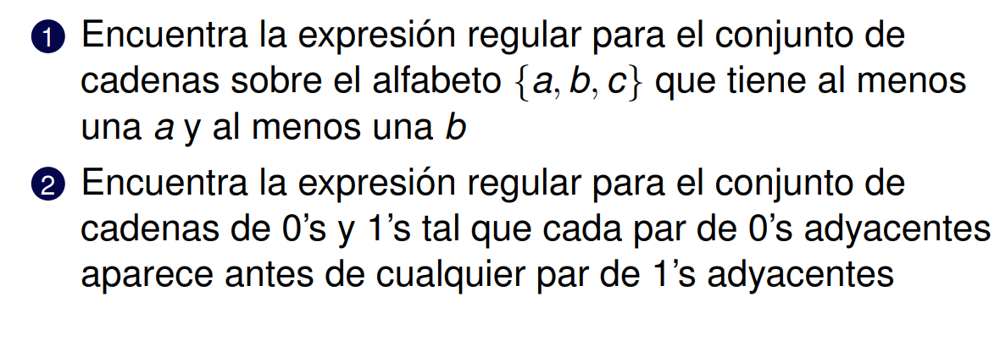 1 Encuentra la expresión regular para el conjunto de
cadenas sobre el alfabeto {a, b, c} que tiene al menos
una a y al menos una b
2 Encuentra la expresión regular para el conjunto de
cadenas de 0's y 1's tal que cada par de 0's adyacentes
aparece antes de cualquier par de 1's adyacentes